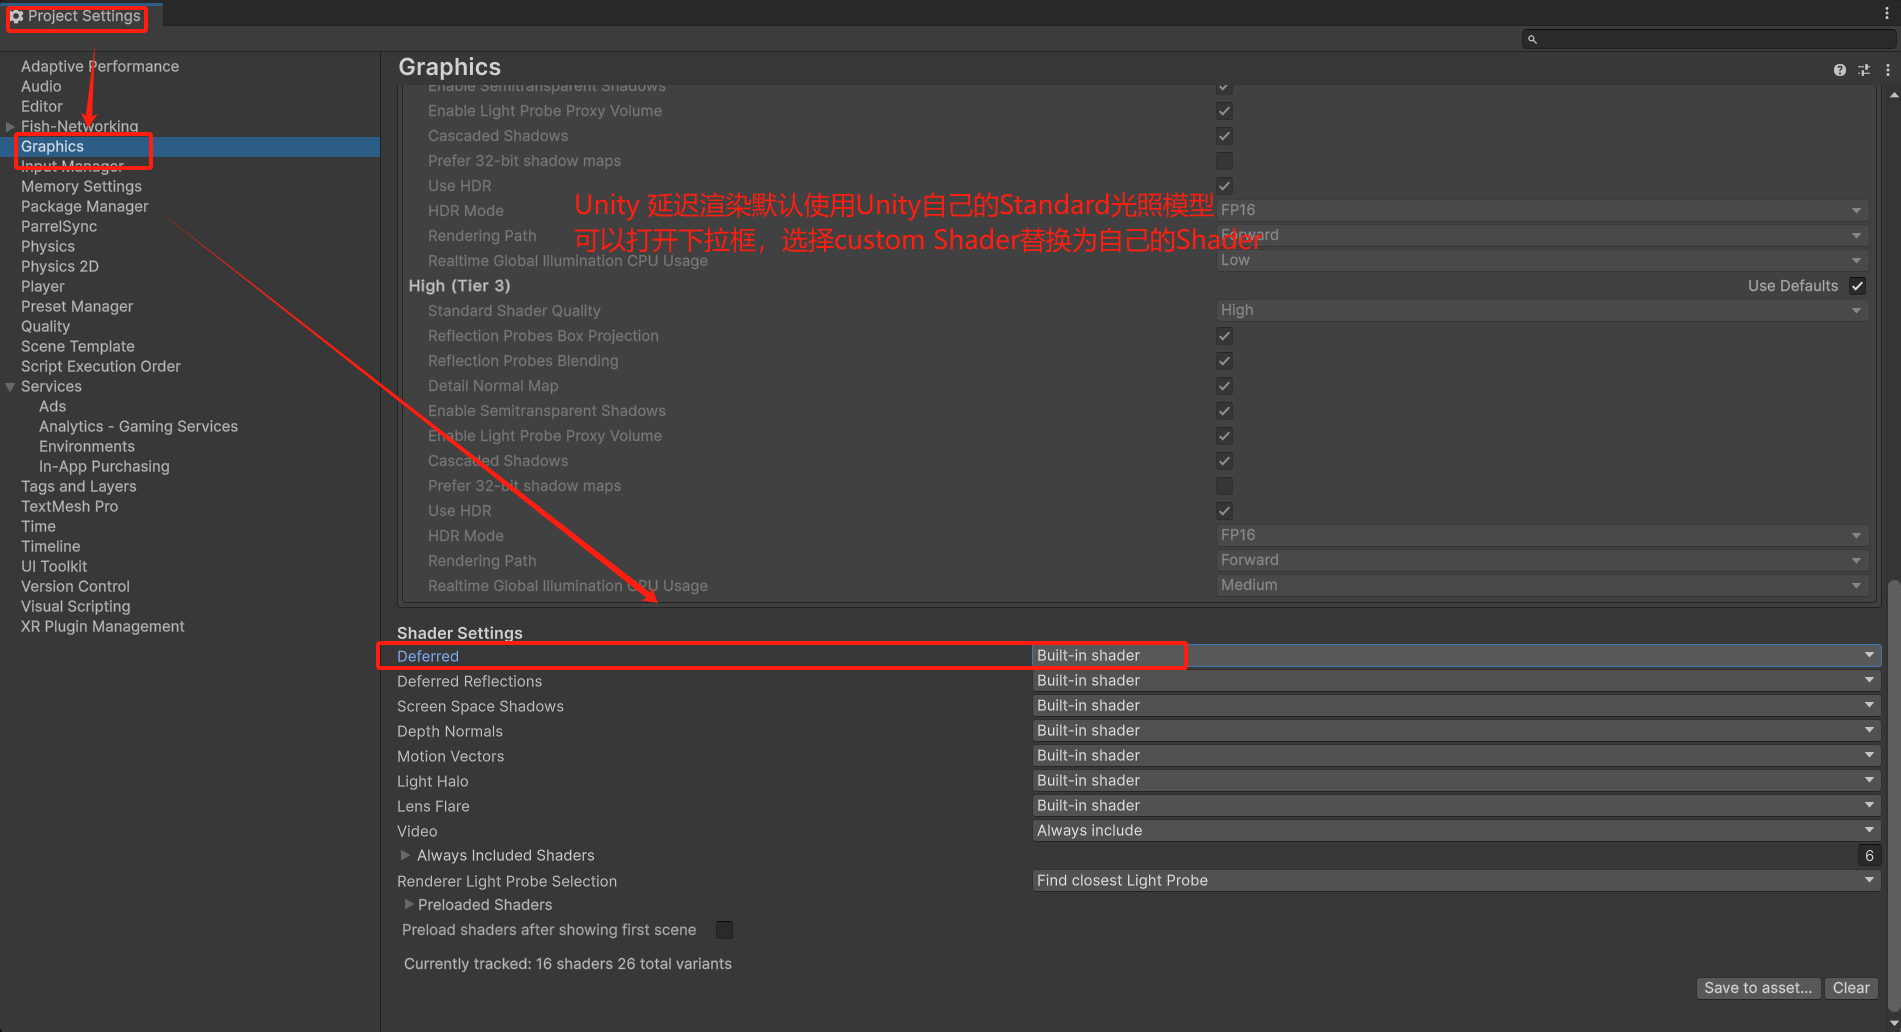 Project Settings
Adaptive Performance
Audio
Editor
Fish-Networking
Graphics
Input Manager
Memory Settings
Package Manager
ParrelSync
Physics
Physics 2D
Player
Preset Manager
Quality
Scene Template
Script Execution Order
Services
Ads
Analytics - Gaming Services
Environments
In-App Purchasing
Tags and Layers
TextMesh Pro
Time
Timeline
UI Toolkit
Version Control
Visual Scripting
XR Plugin Management
Graphics
Enable Semitransparent Shadows
Enable Light Probe Proxy Volume
Cascaded Shadows
Prefer 32-bit shadow maps
Use HDR
Unity 延迟渲染默认使用Unity自己的Standard光照模型
可以打开下拉框，选择custom Shader替换为自己的Shader
HDR Mode FP16
Rendering Path Forward
Realtime Global Illumination CPU Usage Low
High (Tier 3) Use Defaults
Standard Shader Quality High
Reflection Probes Box Projection
Reflection Probes Blending
Detail Normal Map
Enable Semitransparent Shadows
Enable Light Probe Proxy Volume
Cascaded Shadows
Prefer 32-bit shadow maps
Use HDR
HDR Mode FP16
Rendering Path Forward
Realtime Global Illumination CPU Usage Medium
Shader Settings
Deferred Built-in shader
Deferred Reflections Built-in shader
Screen Space Shadows Built-in shader
Depth Normals Built-in shader
Motion Vectors Built-in shader
Light Halo Built-in shader
Lens Flare Built-in shader
Video Always include
Always Included Shaders 6
Renderer Light Probe Selection Find closest Light Probe
Preloaded Shaders
Preload shaders after showing first scene
Currently tracked: 16 shaders 26 total variants
Save to asset... Clear